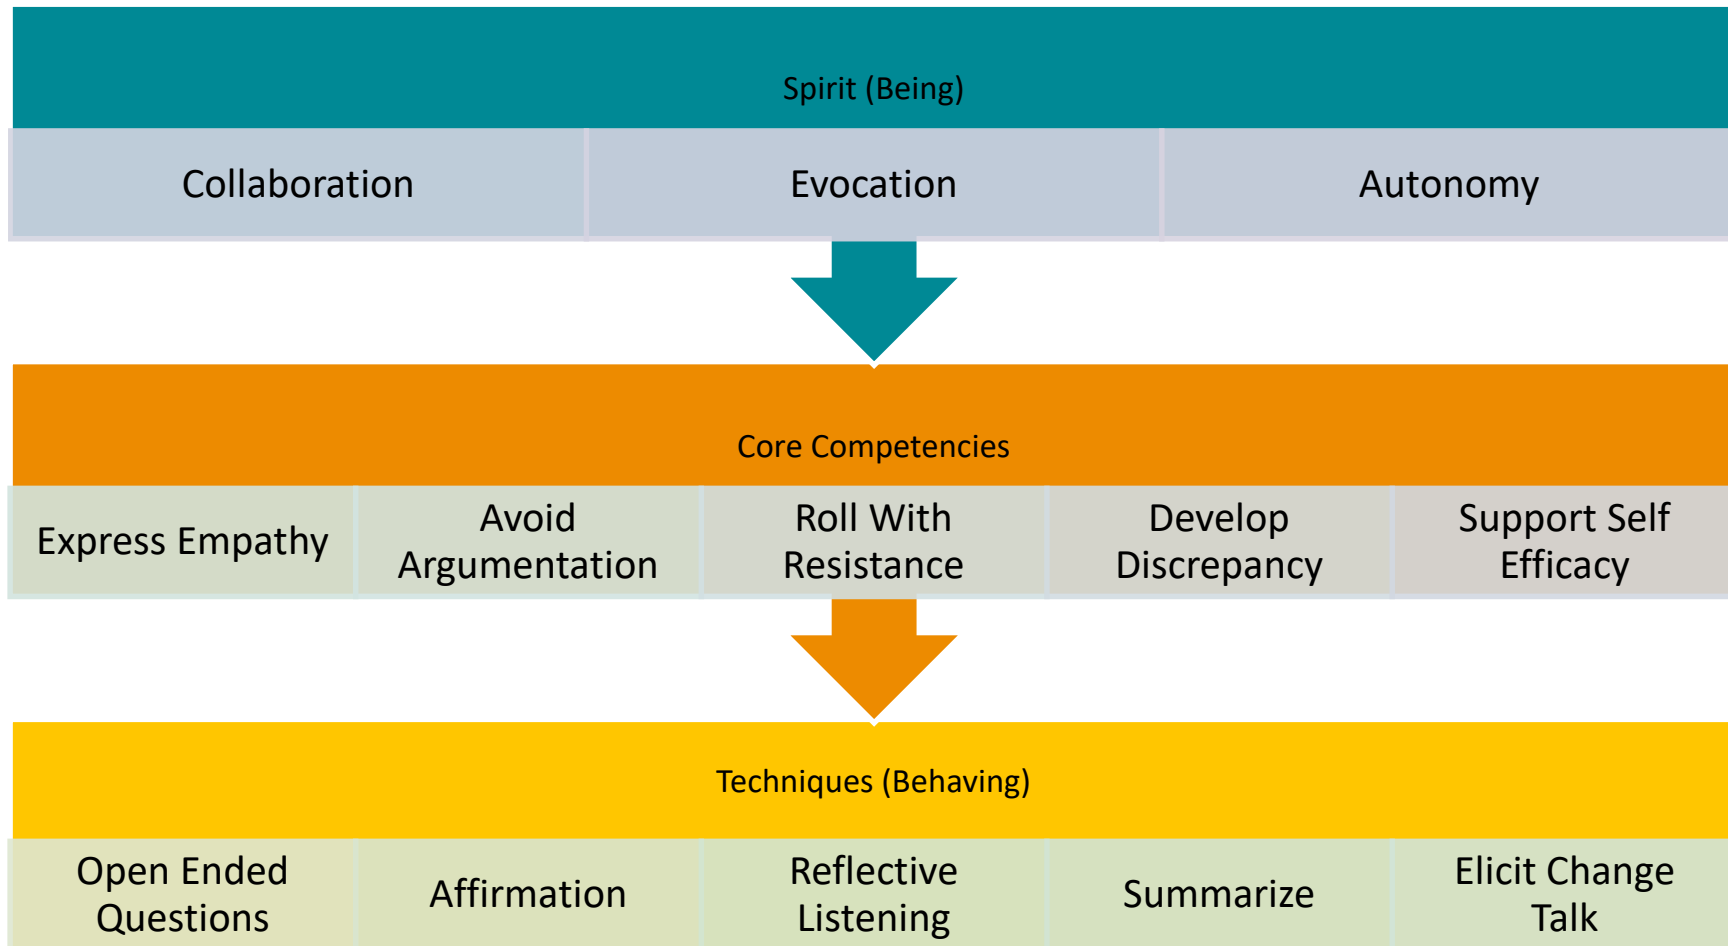 Spirit (Being)
Collaboration
Evocation
Autonomy
Core Competencies
Express Empathy
Avoid
Argumentation
Roll With
Resistance
Develop
Discrepancy
Support Self
Efficacy
Techniques (Behaving)
Open Ended
Questions
Affirmation
Reflective
Listening
Summarize
Elicit Change
Talk